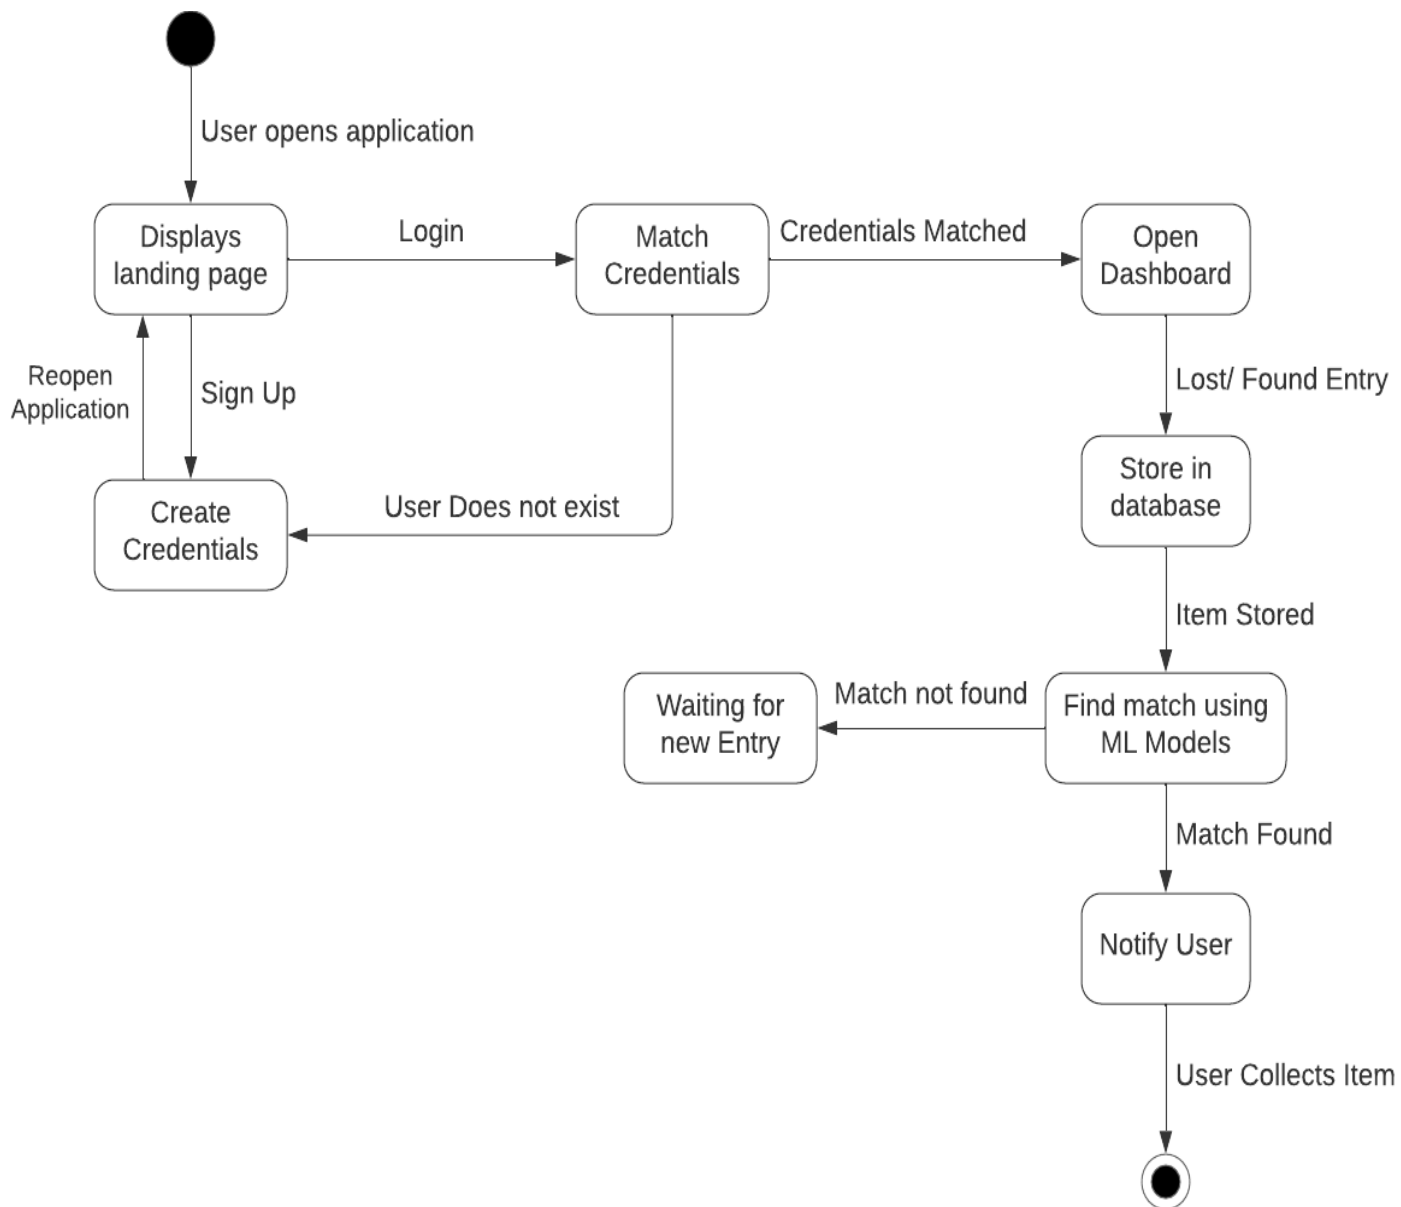 User opens application
Displays
landing page
Login
Match
Credentials
Credentials Matched
Open
Dashboard
Reopen
Application
Sign Up
Lost/ Found Entry
Create
Credentials
User Does not exist
Store in
database
Item Stored
Waiting for
new Entry
Match not found
Find match using
ML Models
Match Found
Notify User
User Collects Item